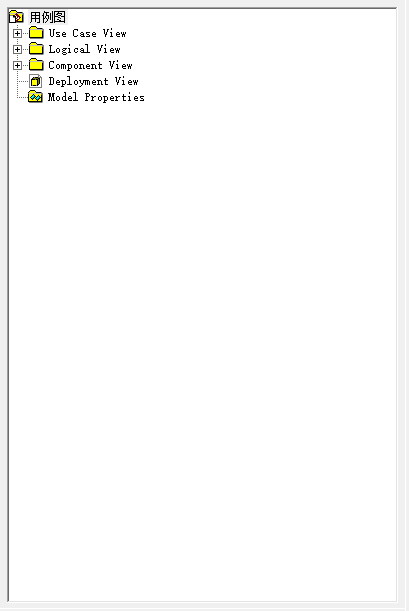 用例图
Use Case View
Logical View
Component View
Deployment View
Model Properties